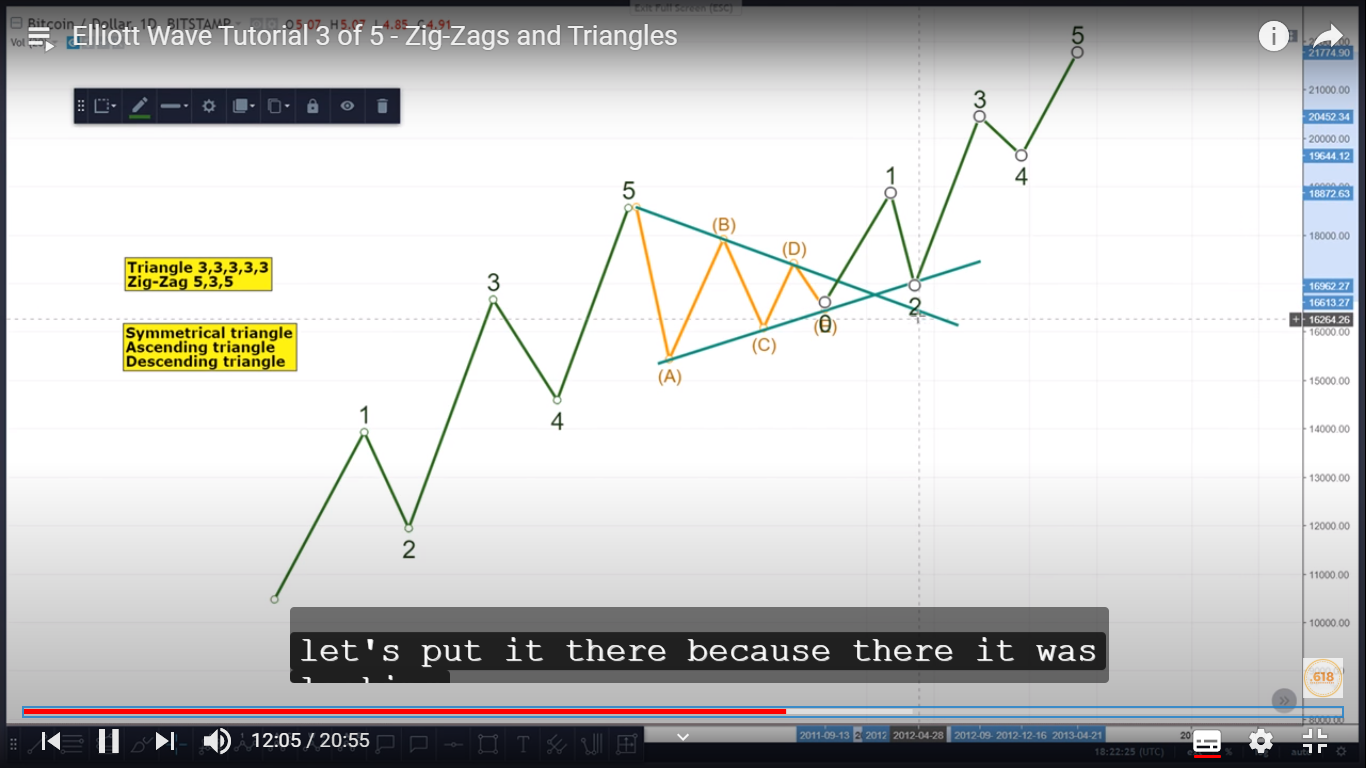 Exit Full Screen (ESC)
Bitcoin / Dollar, 1D, BITSTAMP
O5.07 H5.07 L4.85 C4.91
Elliott Wave Tutorial 3 of 5 - Zig-Zags and Triangles
Vol
5
21774.90
21000.00
3
20452.34
20000.00
19644.12
1
4
5
18872.63
(B)
18000.00
(D)
Triangle 3,3,3,3,3
Zig-Zag 5,3,5
3
16962.27
16613.27
2
0
16264.26
16000.00
Symmetrical triangle
Ascending triangle
Descending triangle
(C)
(A)
15000.00
1
4
14000.00
13000.00
12000.00
2
11000.00
10000.00
let's put it there because there it was
.618
8000.00
12:05 / 20:55
2011-09-13
2012
2012-04-28
2012-09-
2012-12-16
2013-04-21
18:22:25 (UTC)